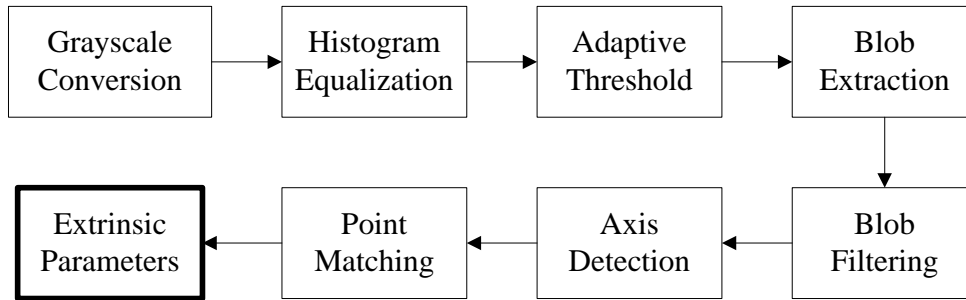 Grayscale
Conversion
Histogram
Equalization
Adaptive
Threshold
Blob
Extraction
Blob
Filtering
Axis
Detection
Point
Matching
Extrinsic
Parameters